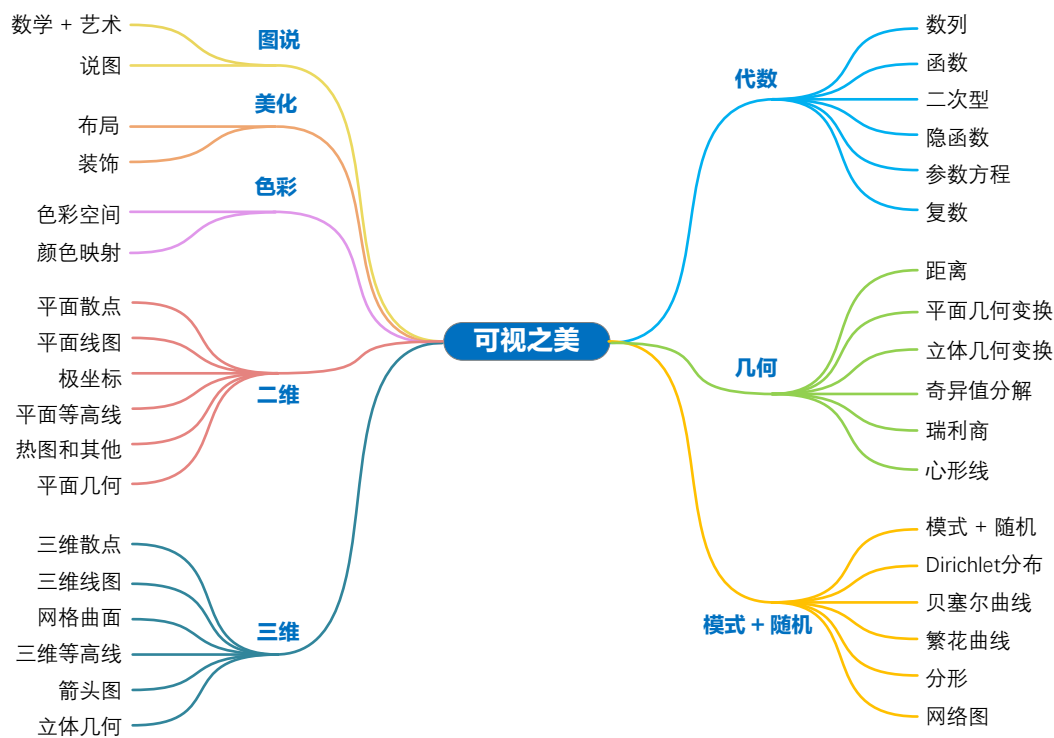 可视之美
图说
数学 + 艺术
说图
美化
布局
装饰
色彩
色彩空间
颜色映射
二维
平面散点
平面线图
极坐标
平面等高线
热图和其他
平面几何
三维
三维散点
三维线图
网格曲面
三维等高线
箭头图
立体几何
代数
数列
函数
二次型
隐函数
参数方程
复数
几何
距离
平面几何变换
立体几何变换
奇异值分解
瑞利商
心形线
模式 + 随机
模式 + 随机
Dirichlet分布
贝塞尔曲线
繁花曲线
分形
网络图